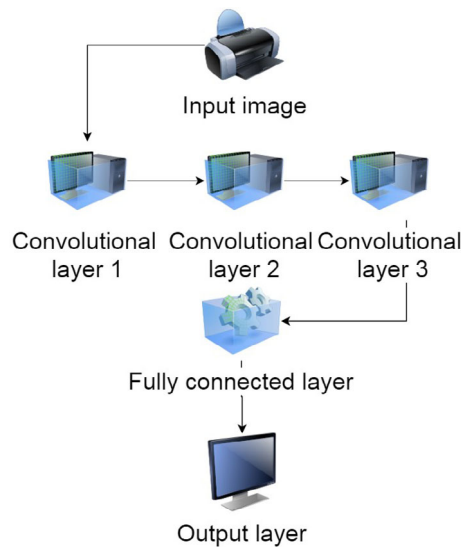 Input image
Convolutional
layer 1
Convolutional
layer 2
Convolutional
layer 3
Fully connected layer
Output layer